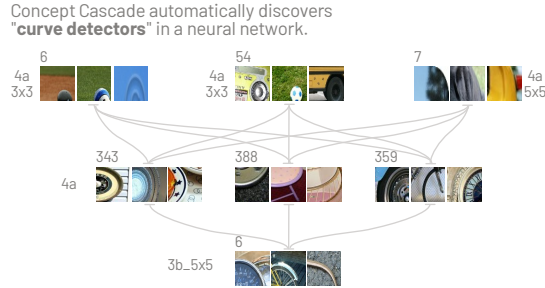 Concept Cascade automatically discovers
"curve detectors" in a neural network.
6
54
7
4a
3x3
4a
3x3
4a
5x5
343
388
359
4a
6
3b_5x5